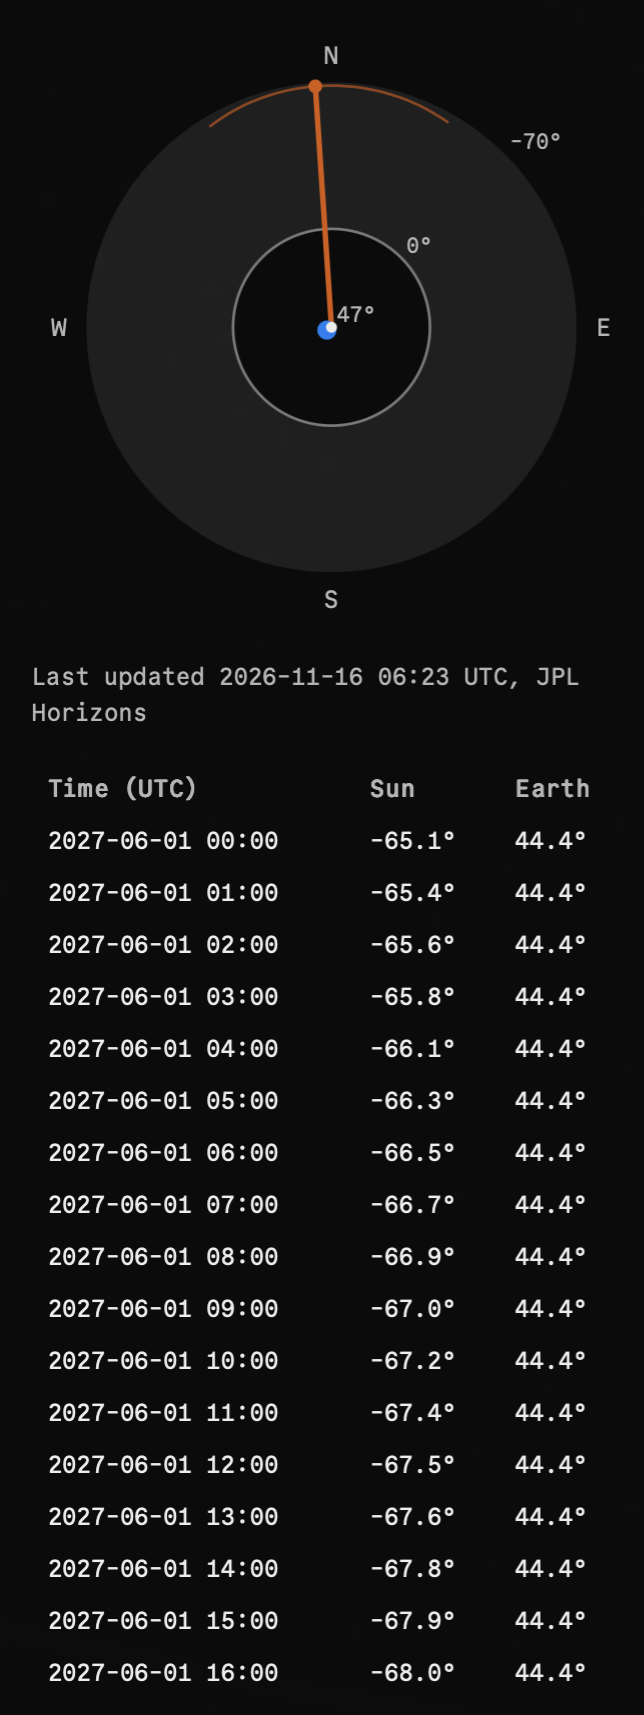 N
-70°
0°
47°
W
E
S
Last updated 2026-11-16 06:23 UTC, JPL
Horizons
Time (UTC) Sun Earth
2027-06-01 00:00 -65.1° 44.4°
2027-06-01 01:00 -65.4° 44.4°
2027-06-01 02:00 -65.6° 44.4°
2027-06-01 03:00 -65.8° 44.4°
2027-06-01 04:00 -66.1° 44.4°
2027-06-01 05:00 -66.3° 44.4°
2027-06-01 06:00 -66.5° 44.4°
2027-06-01 07:00 -66.7° 44.4°
2027-06-01 08:00 -66.9° 44.4°
2027-06-01 09:00 -67.0° 44.4°
2027-06-01 10:00 -67.2° 44.4°
2027-06-01 11:00 -67.4° 44.4°
2027-06-01 12:00 -67.5° 44.4°
2027-06-01 13:00 -67.6° 44.4°
2027-06-01 14:00 -67.8° 44.4°
2027-06-01 15:00 -67.9° 44.4°
2027-06-01 16:00 -68.0° 44.4°